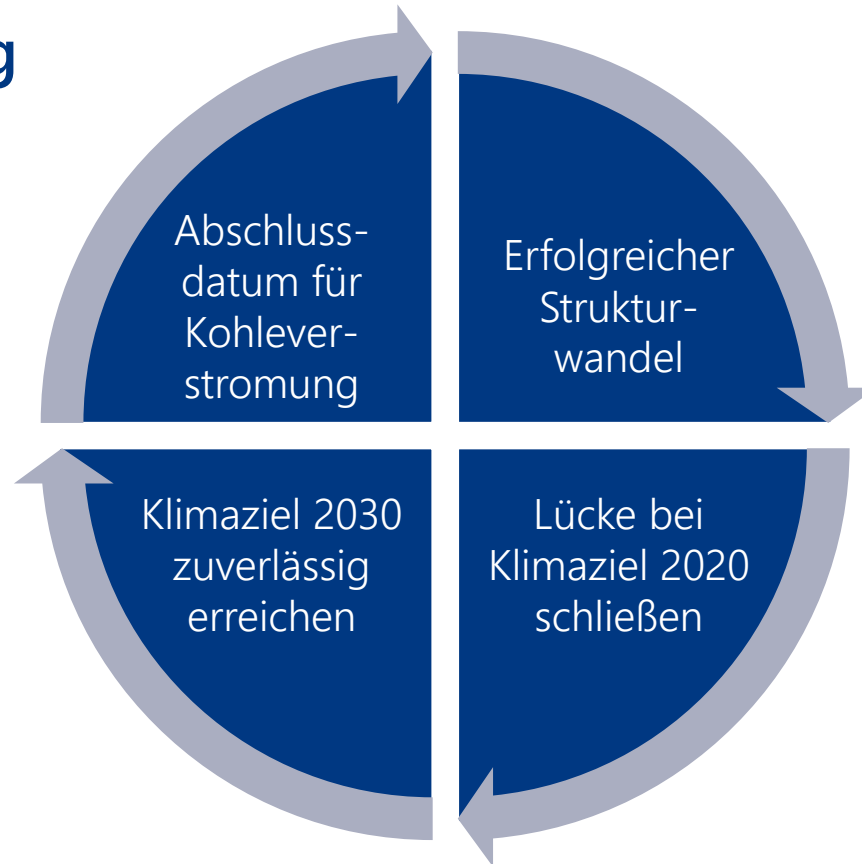 g
Abschluss-
datum für
Kohlever-
stromung
Erfolgreicher
Struktur-
wandel
Klimaziel 2030
zuverlässig
erreichen
Lücke bei
Klimaziel 2020
schließen